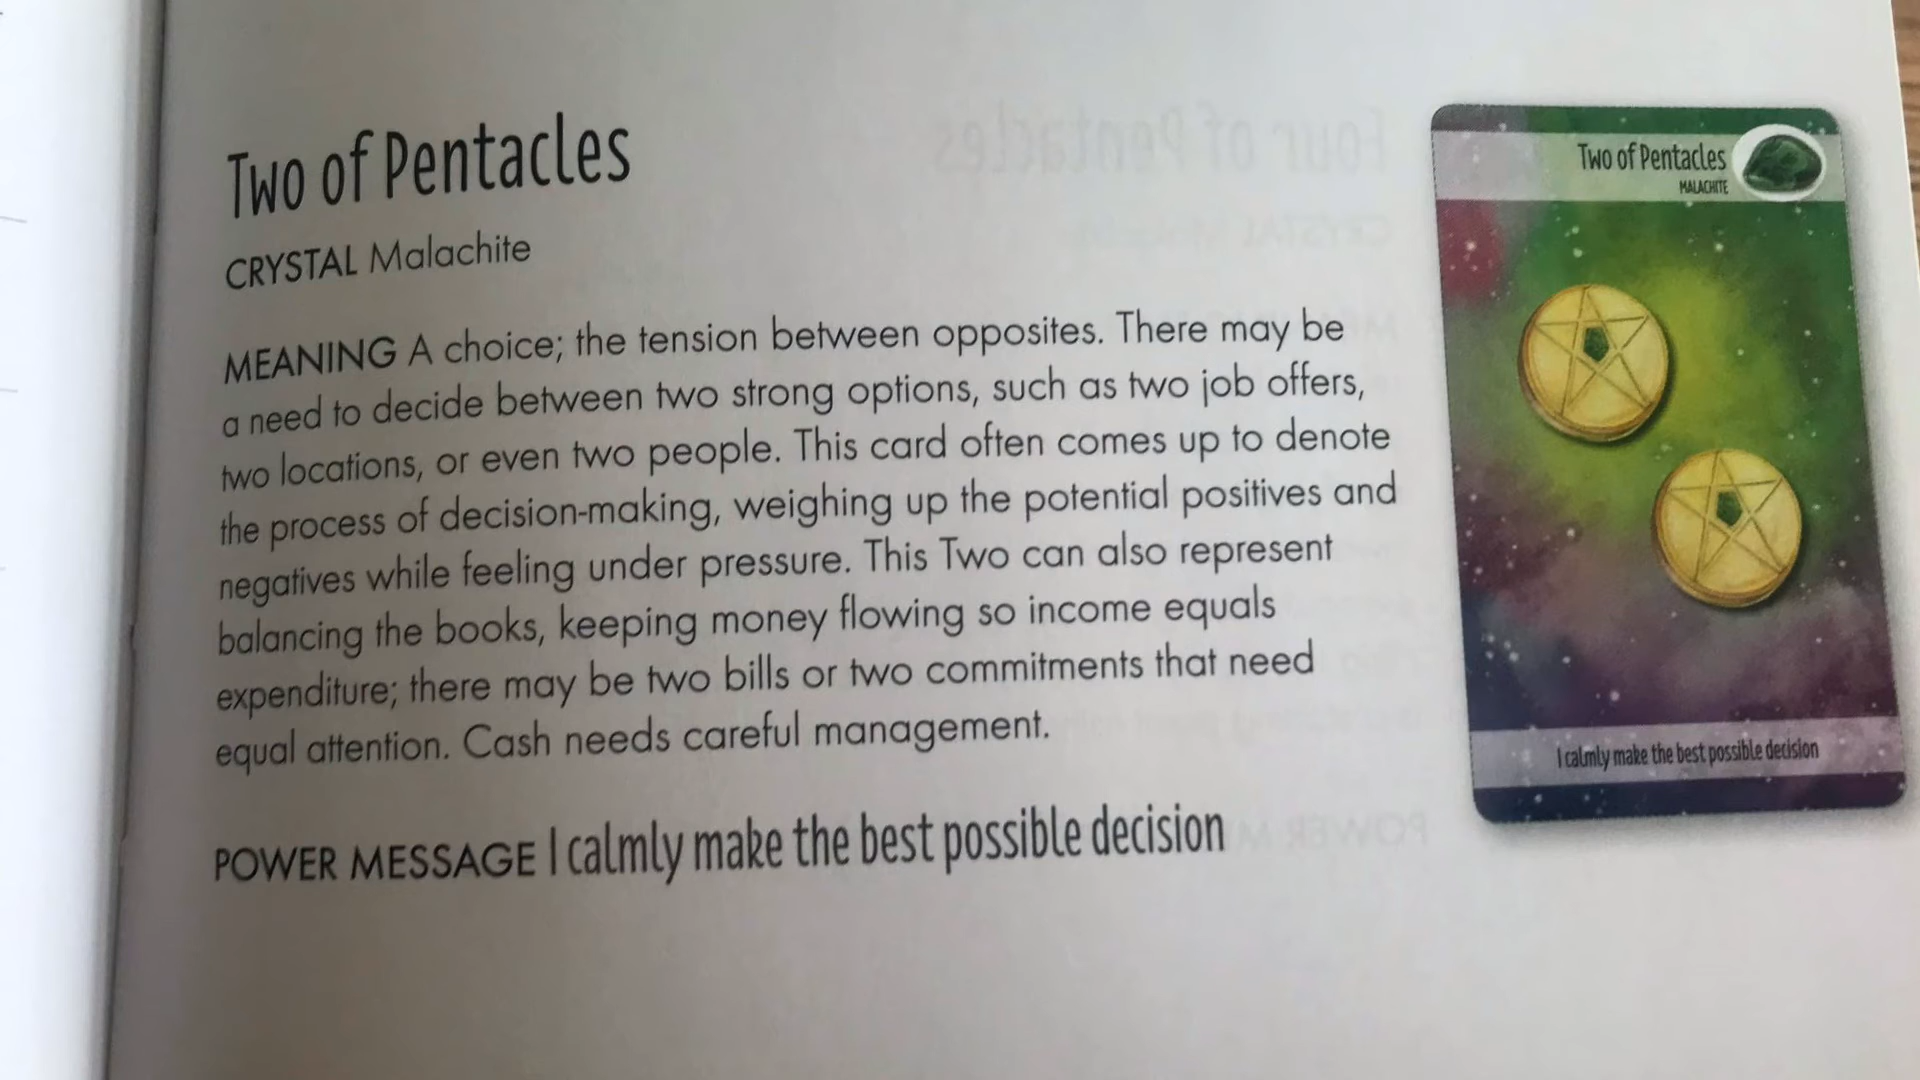 Two of Pentacles
CRYSTAL Malachite
MEANING A choice; the tension between opposites. There may be
a need to decide between two strong options, such as two job offers,
two locations, or even two people. This card often comes up to denote
the process of decision-making, weighing up the potential positives and
negatives while feeling under pressure. This Two can also represent
balancing the books, keeping money flowing so income equals
expenditure; there may be two bills or two commitments that need
equal attention. Cash needs careful management.
POWER MESSAGE I calmly make the best possible decision
Two of Pentacles
MALACHITE
I calmly make the best possible decision
Four of Pentacles
CRYSTAL
POWER